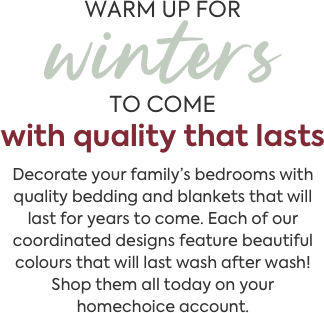 WARM UP FOR
winters
TO COME
with quality that lasts
Decorate your family’s bedrooms with
quality bedding and blankets that will
last for years to come. Each of our
coordinated designs feature beautiful
colours that will last wash after wash!
Shop them all today on your
homechoice account.